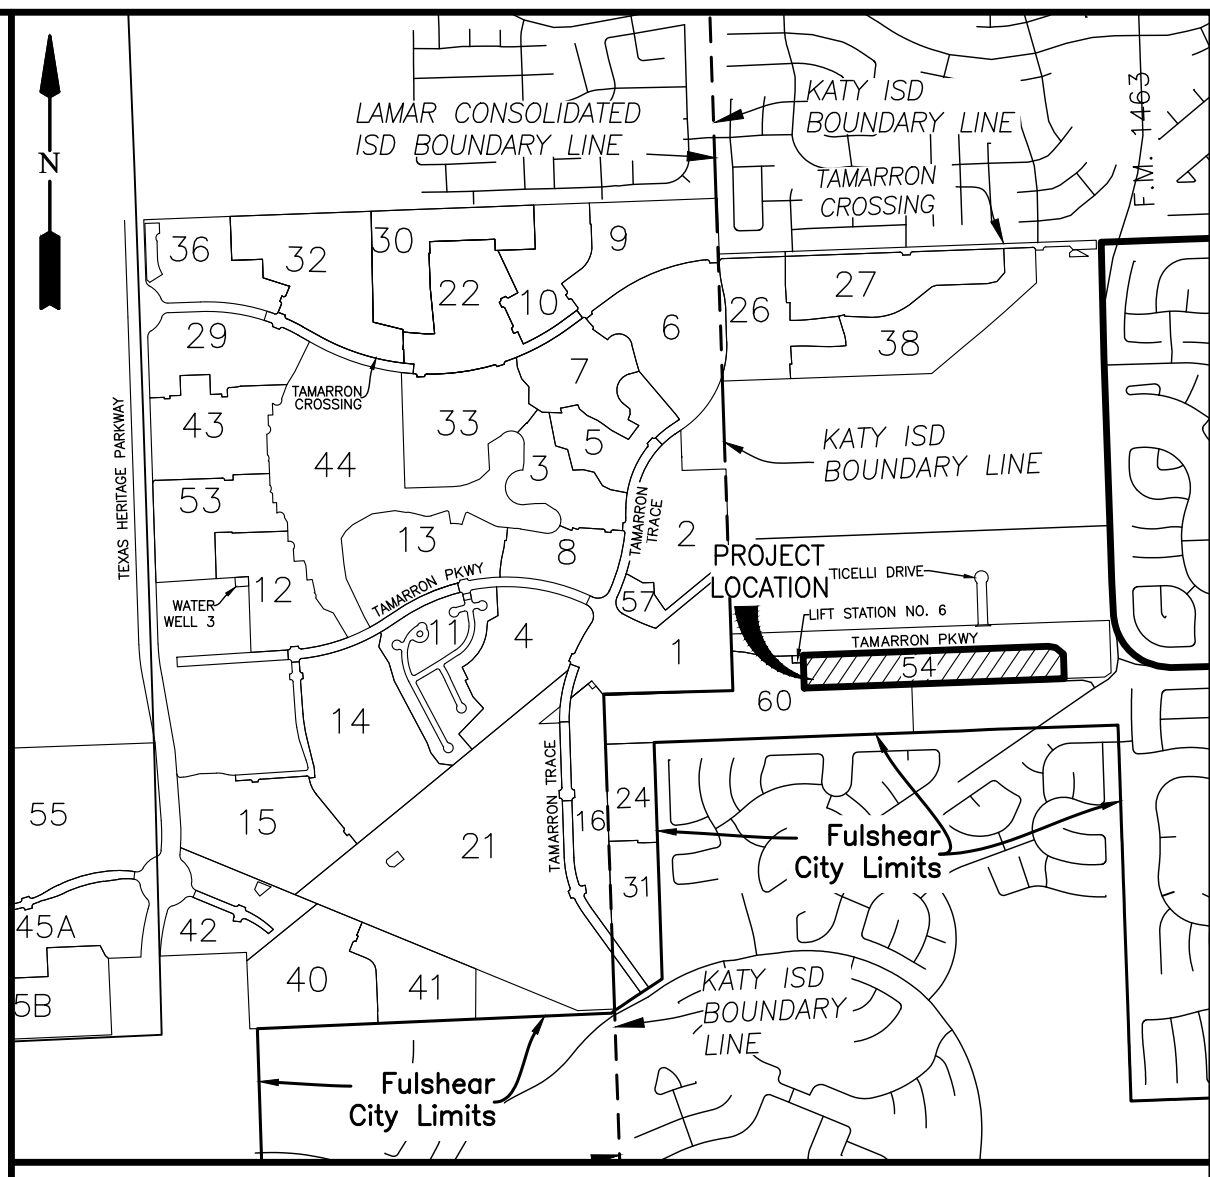 N
LAMAR CONSOLIDATED
ISD BOUNDARY LINE
KATY ISD
BOUNDARY LINE
F.M. 1463
TAMARRON
CROSSING
36
32
30
9
22
10
27
26
6
38
29
7
TAMARRON
CROSSING
TEXAS HERITAGE PARKWAY
43
33
5
KATY ISD
BOUNDARY LINE
44
3
53
TAMARRON
TRACE
2
13
8
PROJECT
LOCATION
TICELLI DRIVE
TAMARRON PKWY
12
57
WATER
WELL 3
LIFT STATION NO. 6
11
4
1
TAMARRON PKWY
54
60
14
TAMARRON TRACE
24
55
15
16
21
Fulshear
City Limits
31
45A
42
40
41
KATY ISD
BOUNDARY
LINE
5B
Fulshear
City Limits